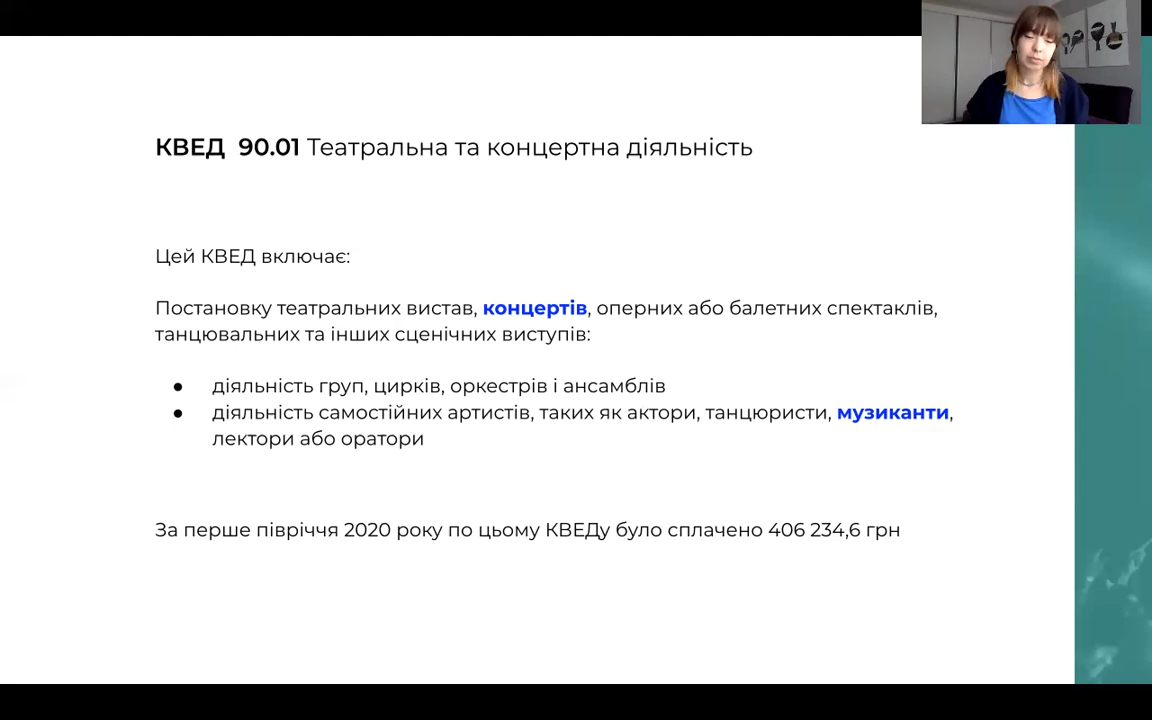 КВЕД 90.01 Театральна та концертна діяльність
Цей КВЕД включає:
Постановку театральних вистав, концертів, оперних або балетних спектаклів,
танцювальних та інших сценічних виступів:
● діяльність груп, цирків, оркестрів і ансамблів
● діяльність самостійних артистів, таких як актори, танцюристи, музиканти,
лектори або оратори
За перше півріччя 2020 року по цьому КВЕДу було сплачено 406 234,6 грн